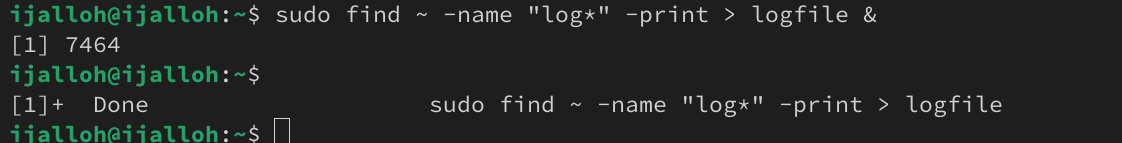 ijalloh@ijalloh:~$ sudo find ~ -name "log*" -print > logfile &
[1] 7464
ijalloh@ijalloh:~$
[1]+  Done                    sudo find ~ -name "log*" -print > logfile
ijalloh@ijalloh:~$